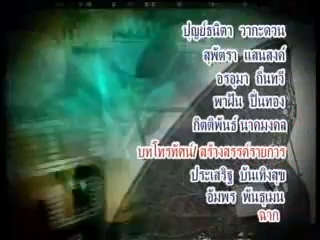 ปุญย์ธนิตา วากะดวน
สุพัตรา แสนสงค์
อรอุมา ถิ่นทวี
พาฝัน ปิ่นทอง
กิตติพันธ์ นาคมงคล
บทโทรทัศน์/ สร้างสรรค์รายการ
ประเสริฐ บันเทิงสุข
อัมพร พันธุเมน
ฉาก